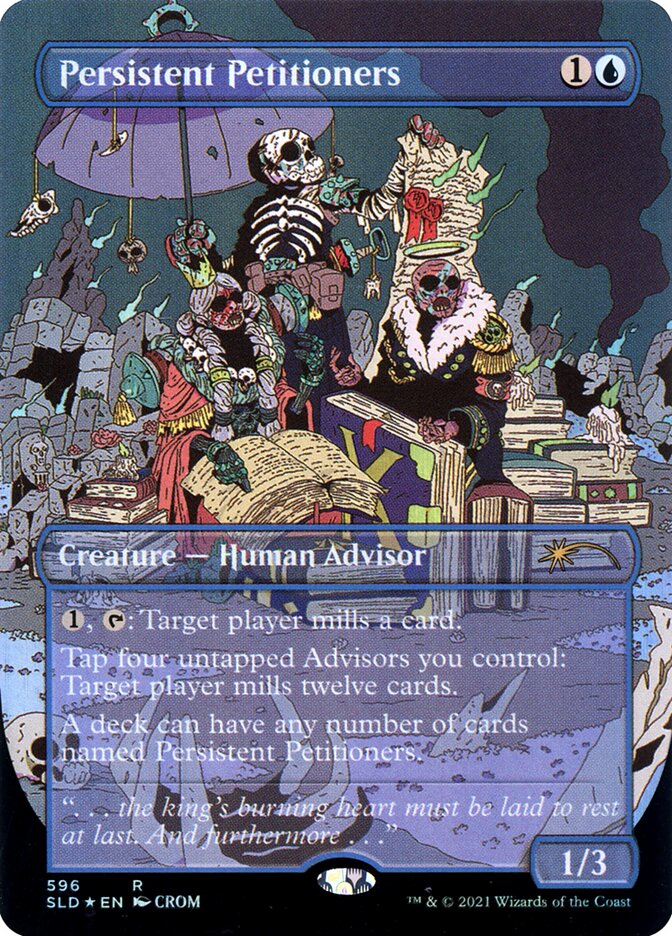 Persistent Petitioners 1
Creature — Human Advisor
1, : Target player mills a card.
Tap four untapped Advisors you control:
Target player mills twelve cards.
A deck can have any number of cards
named Persistent Petitioners.
“. . . the king's burning heart must be laid to rest
at last. And furthermore . . .”
1/3
596 R
SLD ★ EN CROM
™ & © 2021 Wizards of the Coast